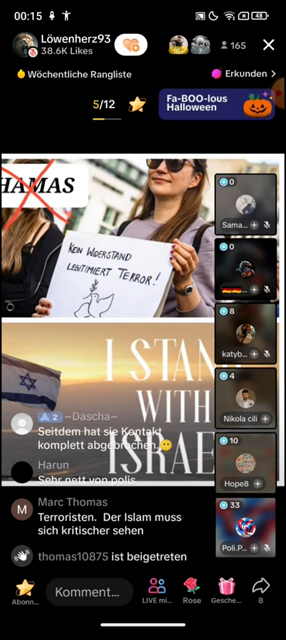 00:15
48
Löwenherz93
38.6K Likes
165
Wöchentliche Rangliste
Erkunden >
5/12
Fa-BOO-lous
Halloween
HAMAS
KEIN WIDERSTAND
LEGITIMIERT TERROR!
I STAN
WITH
ISRAE
0
Sama...
0
8
katyb...
4
Nikola cili
10
Hope8
33
Poli.P...
2 ~Dascha~
Seitdem hat sie Kontakt
komplett abgebrochen.
Harun
Sehr nett von polis
M
Marc Thomas
Terroristen. Der Islam muss
sich kritischer sehen
thomas10875 ist beigetreten
Abonn...
Komment...
LIVE mi...
Rose
Gesche...
8